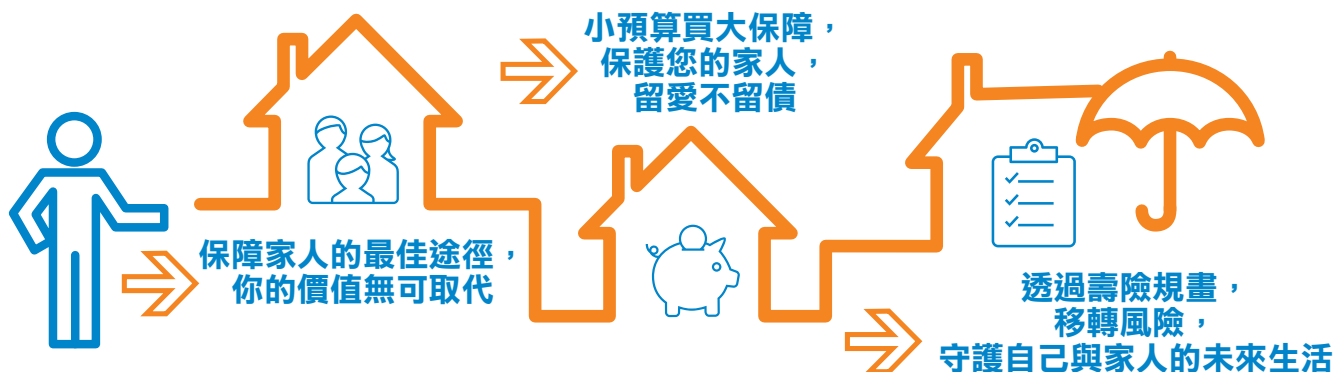 保障家人的最佳途徑，
你的價值無可取代
小預算買大保障，
保護您的家人，
留愛不留債
透過壽險規畫，
移轉風險，
守護自己與家人的未來生活